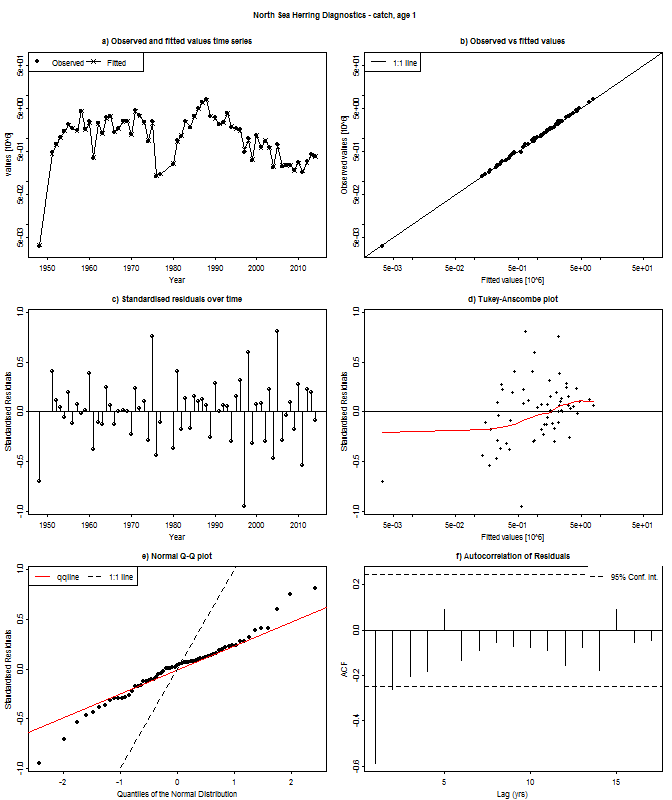 North Sea Herring Diagnostics - catch, age 1
a) Observed and fitted values time series
Observed Fitted
5e+01
5e+00
5e-01
5e-02
5e-03
values [10^6]
1950 1960 1970 1980 1990 2000 2010
Year
b) Observed vs fitted values
1:1 line
5e+01
5e+00
5e-01
5e-02
5e-03
Observed values [10^6]
5e-03 5e-02 5e-01 5e+00 5e+01
Fitted values [10^6]
c) Standardised residuals over time
1.0
0.5
0.0
-0.5
-1.0
Standardised Residuals
1950 1960 1970 1980 1990 2000 2010
Year
d) Tukey-Anscombe plot
1.0
0.5
0.0
-0.5
-1.0
Standardised Residuals
5e-03 5e-02 5e-01 5e+00 5e+01
Fitted values [10^6]
e) Normal Q-Q plot
qqline 1:1 line
1.0
0.5
0.0
-0.5
-1.0
Standardised Residuals
-2 -1 0 1 2
Quantiles of the Normal Distribution
f) Autocorrelation of Residuals
95% Conf. Int.
0.2
0.0
-0.2
-0.4
-0.6
ACF
5 10 15
Lag (yrs)